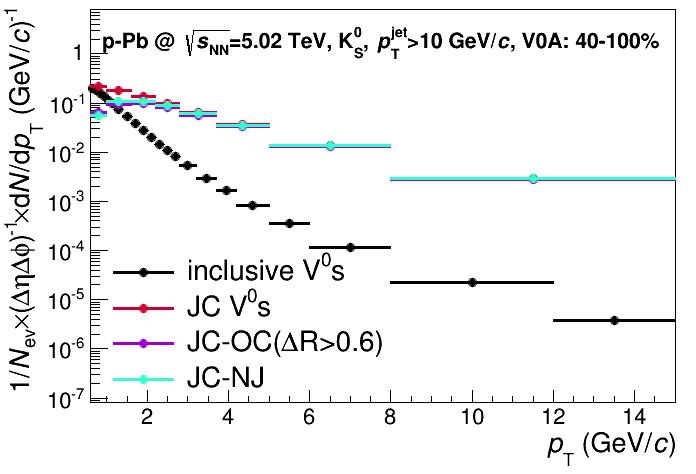 p-Pb @ √sNN=5.02 TeV, K⁰S, pTjet>10 GeV/c, V0A: 40-100%
1/Nev×(ΔηΔφ)⁻¹×dN/dpT (GeV/c)⁻¹
1
10⁻¹
10⁻²
10⁻³
10⁻⁴
10⁻⁵
10⁻⁶
10⁻⁷
inclusive V⁰s
JC V⁰s
JC-OC(ΔR>0.6)
JC-NJ
2 4 6 8 10 12 14
pT (GeV/c)